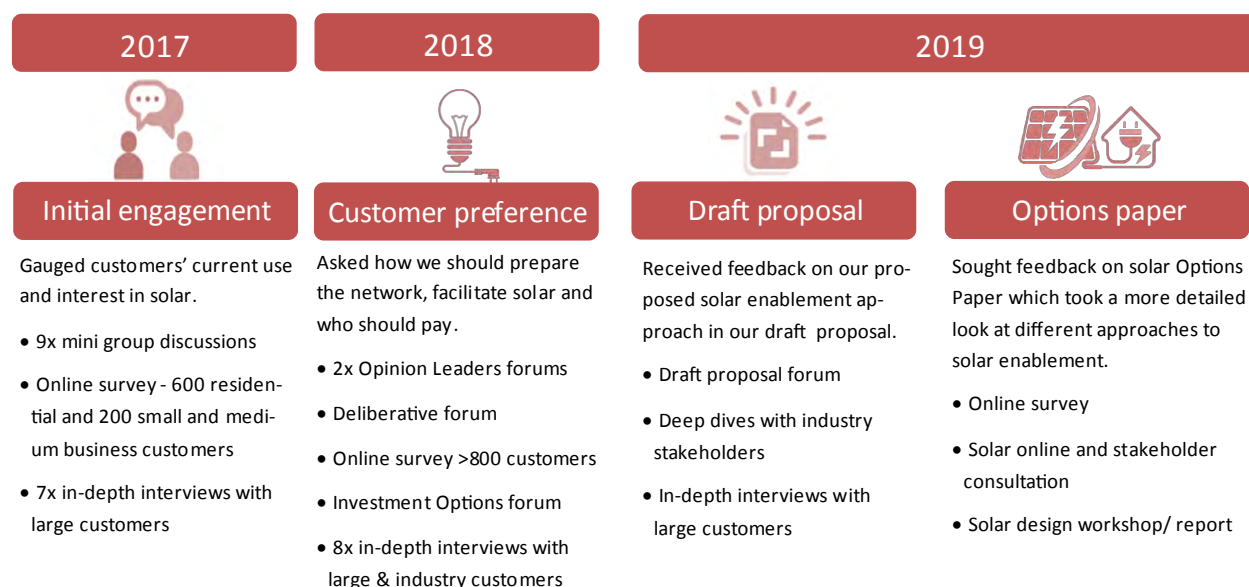 2017
2018
2019
Initial engagement
Gauged customers' current use
and interest in solar.
• 9x mini group discussions
• Online survey - 600 residen-
tial and 200 small and medi-
um business customers
• 7x in-depth interviews with
large customers
Customer preference
Asked how we should prepare
the network, facilitate solar and
who should pay.
• 2x Opinion Leaders forums
• Deliberative forum
• Online survey >800 customers
• Investment Options forum
• 8x in-depth interviews with
large & industry customers
Draft proposal
Received feedback on our pro-
posed solar enablement ap-
proach in our draft proposal.
• Draft proposal forum
• Deep dives with industry
stakeholders
• In-depth interviews with
large customers
Options paper
Sought feedback on solar Options
Paper which took a more detailed
look at different approaches to
solar enablement.
• Online survey
• Solar online and stakeholder
consultation
• Solar design workshop/ report